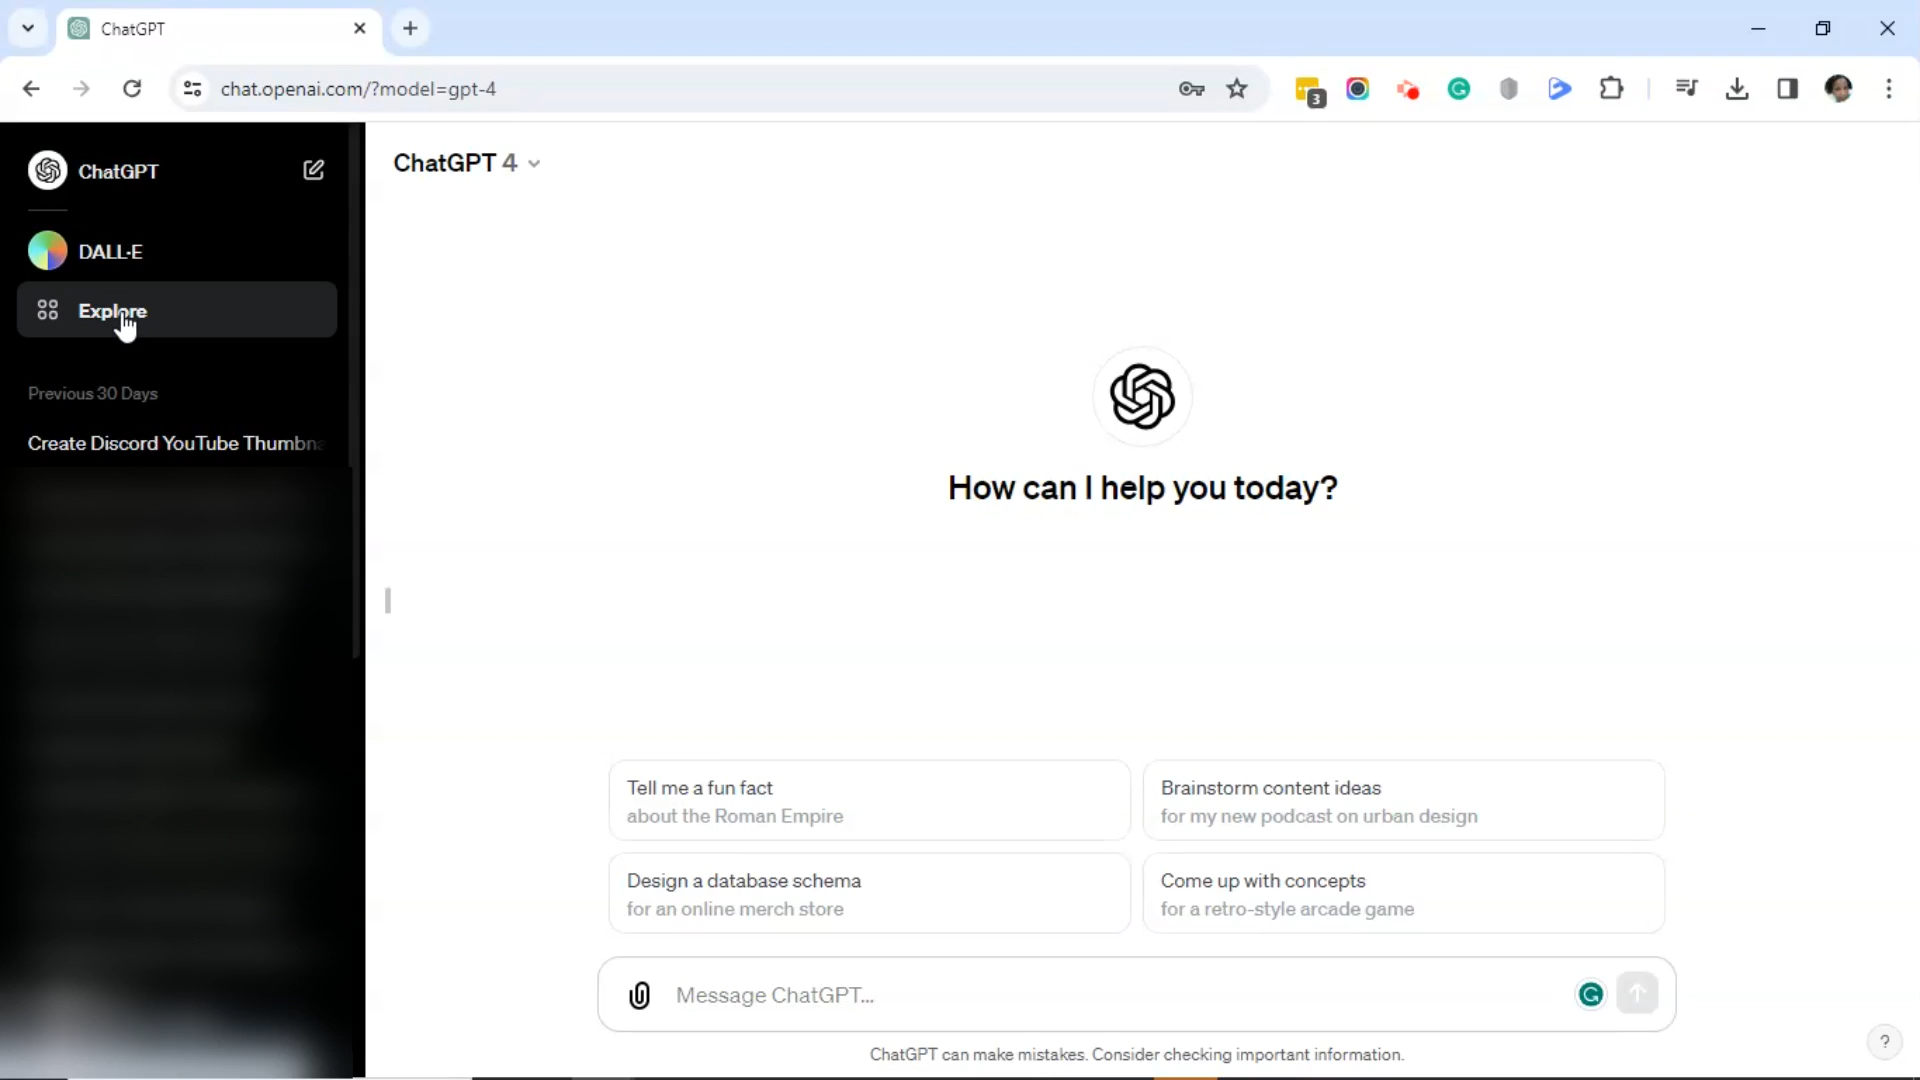 ChatGPT
chat.openai.com/?model=gpt-4
3
ChatGPT
DALL·E
Explore
Previous 30 Days
Create Discord YouTube Thumbna
ChatGPT 4
How can I help you today?
Tell me a fun fact
about the Roman Empire
Brainstorm content ideas
for my new podcast on urban design
Design a database schema
for an online merch store
Come up with concepts
for a retro-style arcade game
Message ChatGPT...
ChatGPT can make mistakes. Consider checking important information.
?